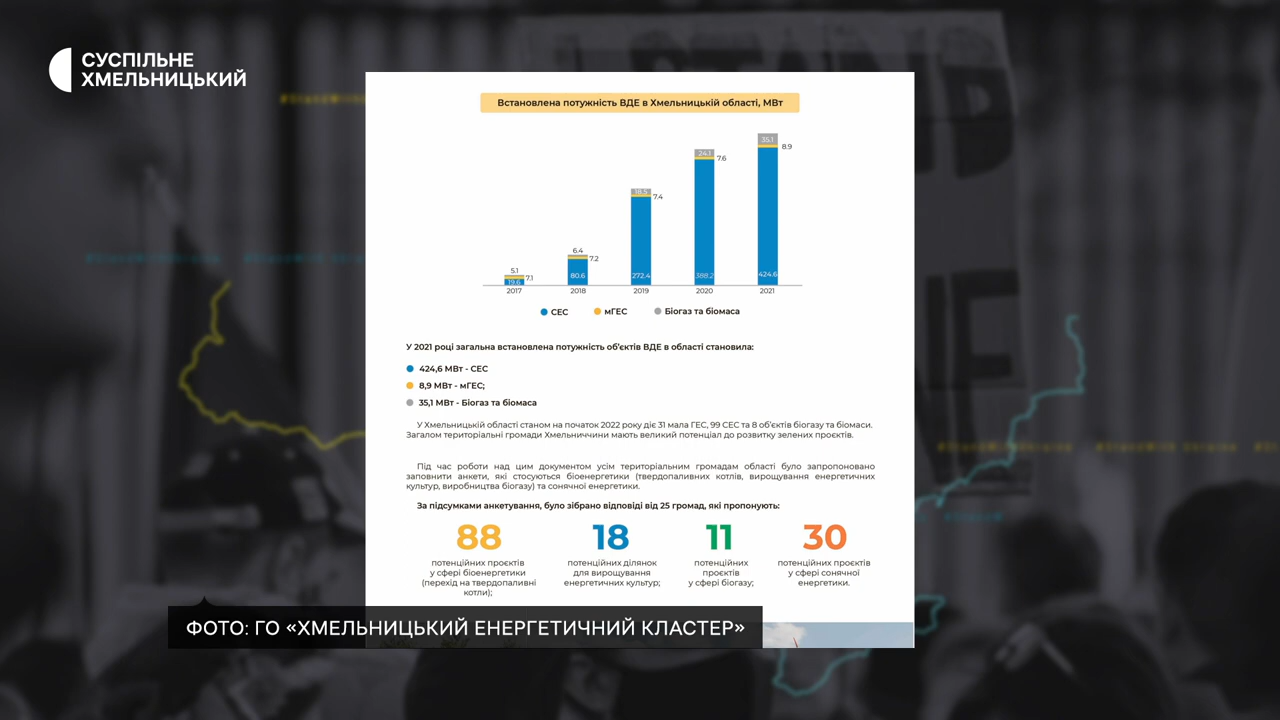 СУСПІЛЬНЕ
ХМЕЛЬНИЦЬКИЙ
Встановлена потужність ВДЕ в Хмельницькій області, МВт
35.1
8.9
24.1
7.6
18.5
7.4
6.4
7.2
5.1
7.1
19.6
80.6
272.4
388.2
424.6
2017 2018 2019 2020 2021
СЕС мГЕС Біогаз та біомаса
У 2021 році загальна встановлена потужність об'єктів ВДЕ в області становила:
424,6 МВт - СЕС
8,9 МВт - мГЕС;
35,1 МВт - Біогаз та біомаса
У Хмельницькій області станом на початок 2022 року діє 31 мала ГЕС, 99 СЕС та 8 об'єктів біогазу та біомаси.
Загалом територіальні громади Хмельниччини мають великий потенціал до розвитку зелених проєктів.
Під час роботи над цим документом усім територіальним громадам області було запропоновано
заповнити анкети, які стосуються біоенергетики (твердопаливних котлів, вирощування енергетичних
культур, виробництва біогазу) та сонячної енергетики.
За підсумками анкетування, було зібрано відповіді від 25 громад, які пропонують:
88 18 11 30
потенційних проєктів
у сфері біоенергетики
(перехід на твердопаливні
котли);
потенційних ділянок
для вирощування
енергетичних культур;
потенційних
проєктів
у сфері біогазу;
потенційних проєктів
у сфері сонячної
енергетики.
ФОТО: ГО «ХМЕЛЬНИЦЬКИЙ ЕНЕРГЕТИЧНИЙ КЛАСТЕР»